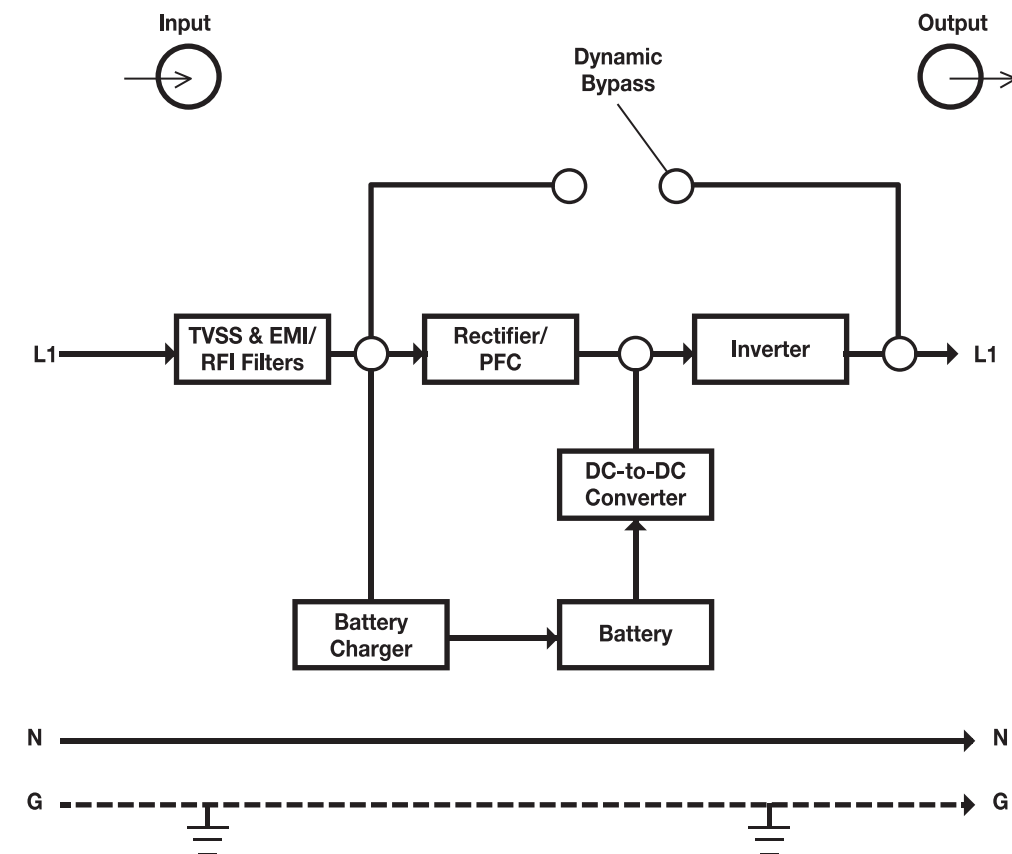 Input
Output
Dynamic
Bypass
L1
TVSS & EMI/
RFI Filters
Rectifier/
PFC
Inverter
L1
DC-to-DC
Converter
Battery
Charger
Battery
N
N
G
G